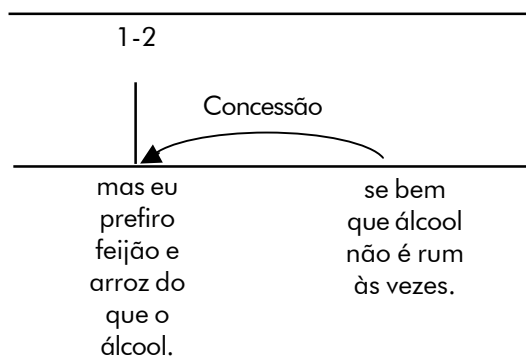 1-2
Concessão
mas eu
prefiro
feijão e
arroz do
que o
álcool.
se bem
que álcool
não é rum
às vezes.